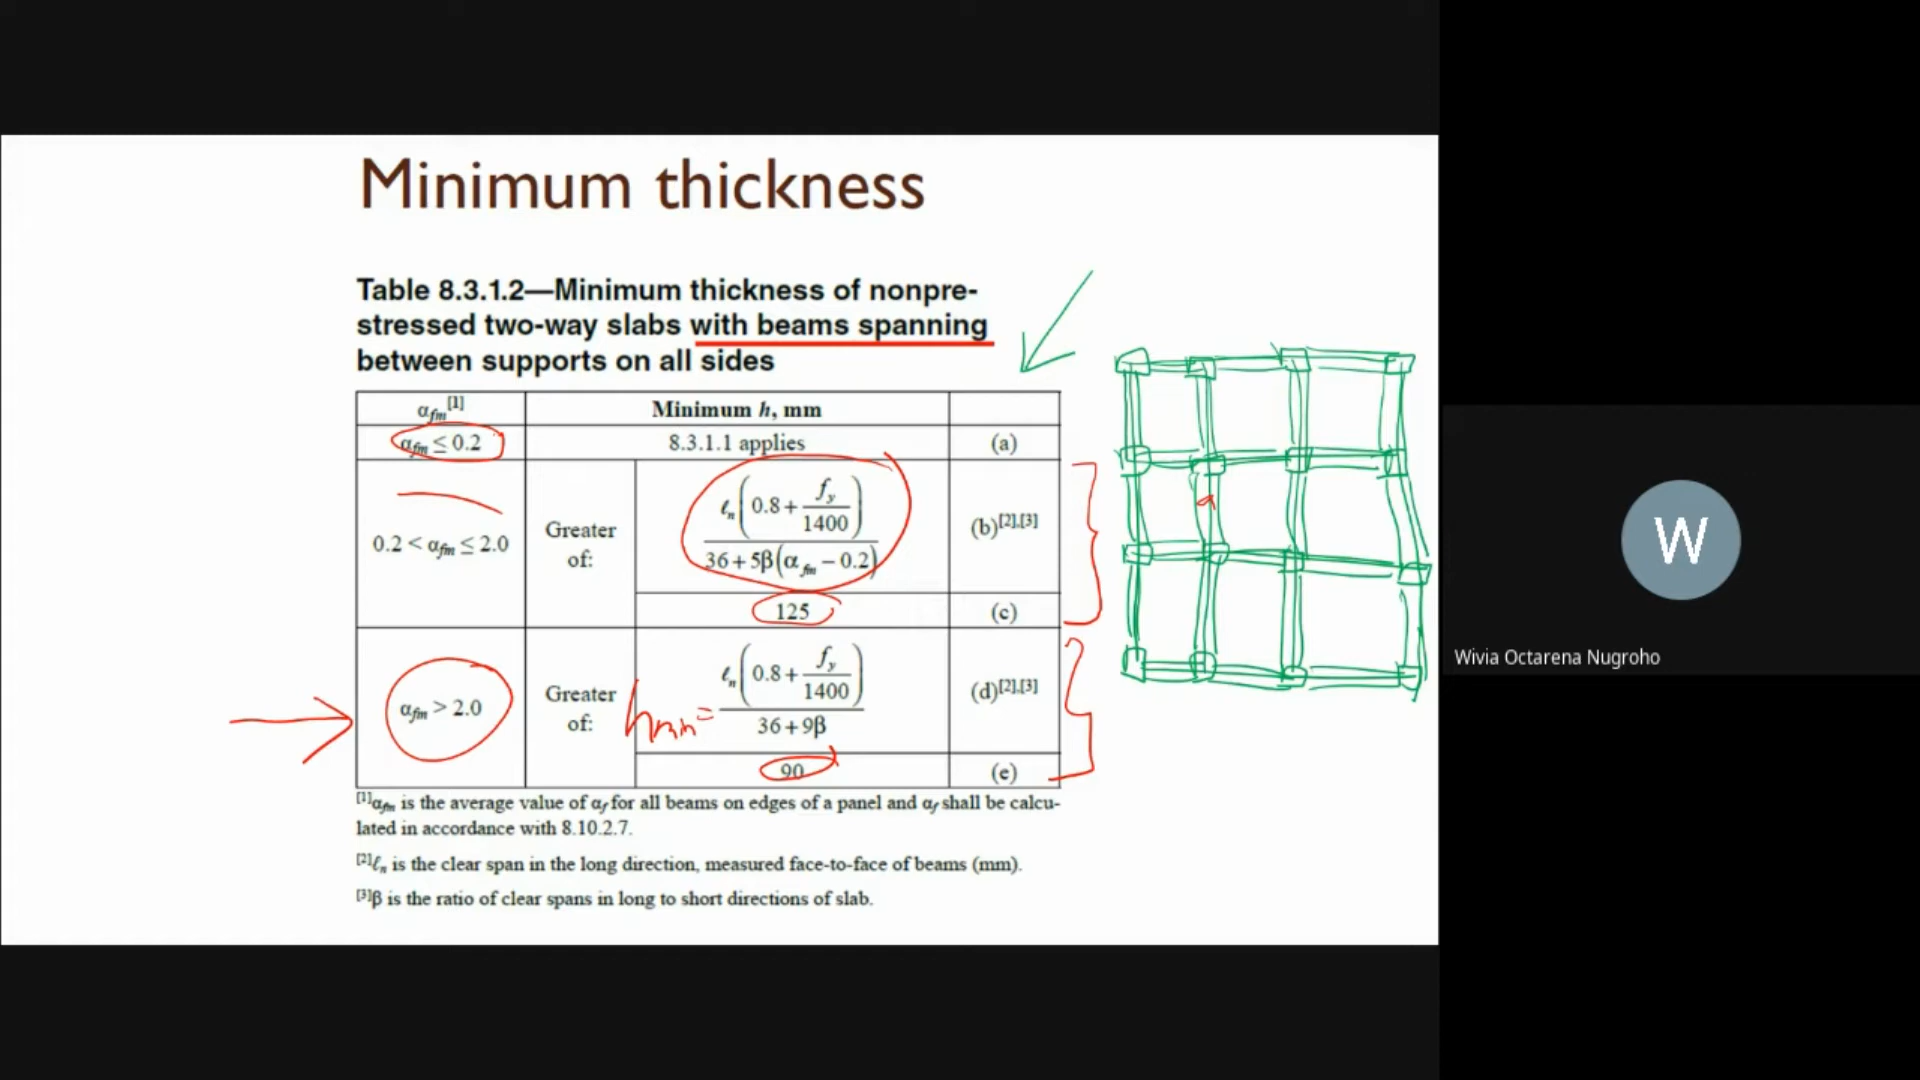 Minimum thickness
Table 8.3.1.2—Minimum thickness of nonpre-
stressed two-way slabs with beams spanning
between supports on all sides
αfm[1] Minimum h, mm
αfm ≤ 0.2 8.3.1.1 applies (a)
0.2 < αfm ≤ 2.0 Greater of: ℓn(0.8 + fy/1400) / (36 + 5β(αfm − 0.2)) (b)[2],[3]
125 (c)
αfm > 2.0 Greater of: hmin = ℓn(0.8 + fy/1400) / (36 + 9β) (d)[2],[3]
90 (e)
[1]αfm is the average value of αf for all beams on edges of a panel and αf shall be calcu-
lated in accordance with 8.10.2.7.
[2]ℓn is the clear span in the long direction, measured face-to-face of beams (mm).
[3]β is the ratio of clear spans in long to short directions of slab.
W
Wivia Octarena Nugroho